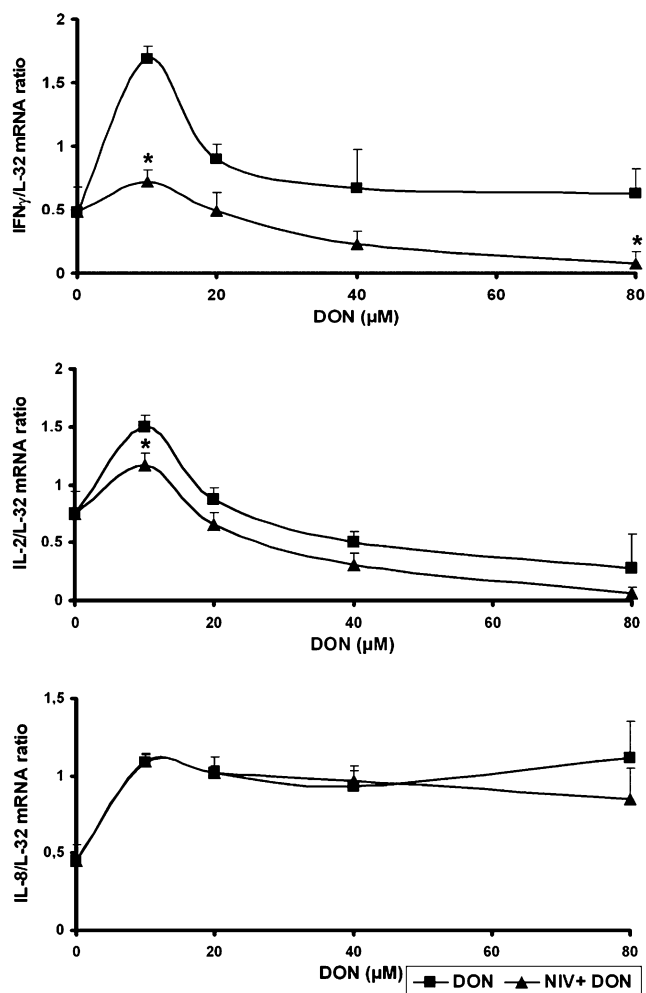 2
1.5
1
0.5
0
IFNγ/L-32 mRNA ratio
*
*
0 20 40 60 80
DON (µM)
2
1.5
1
0.5
0
IL-2/L-32 mRNA ratio
*
0 20 40 60 80
DON (µM)
1,5
1
0,5
0
IL-8/L-32 mRNA ratio
0 20 40 60 80
DON (µM)
DON NIV+ DON